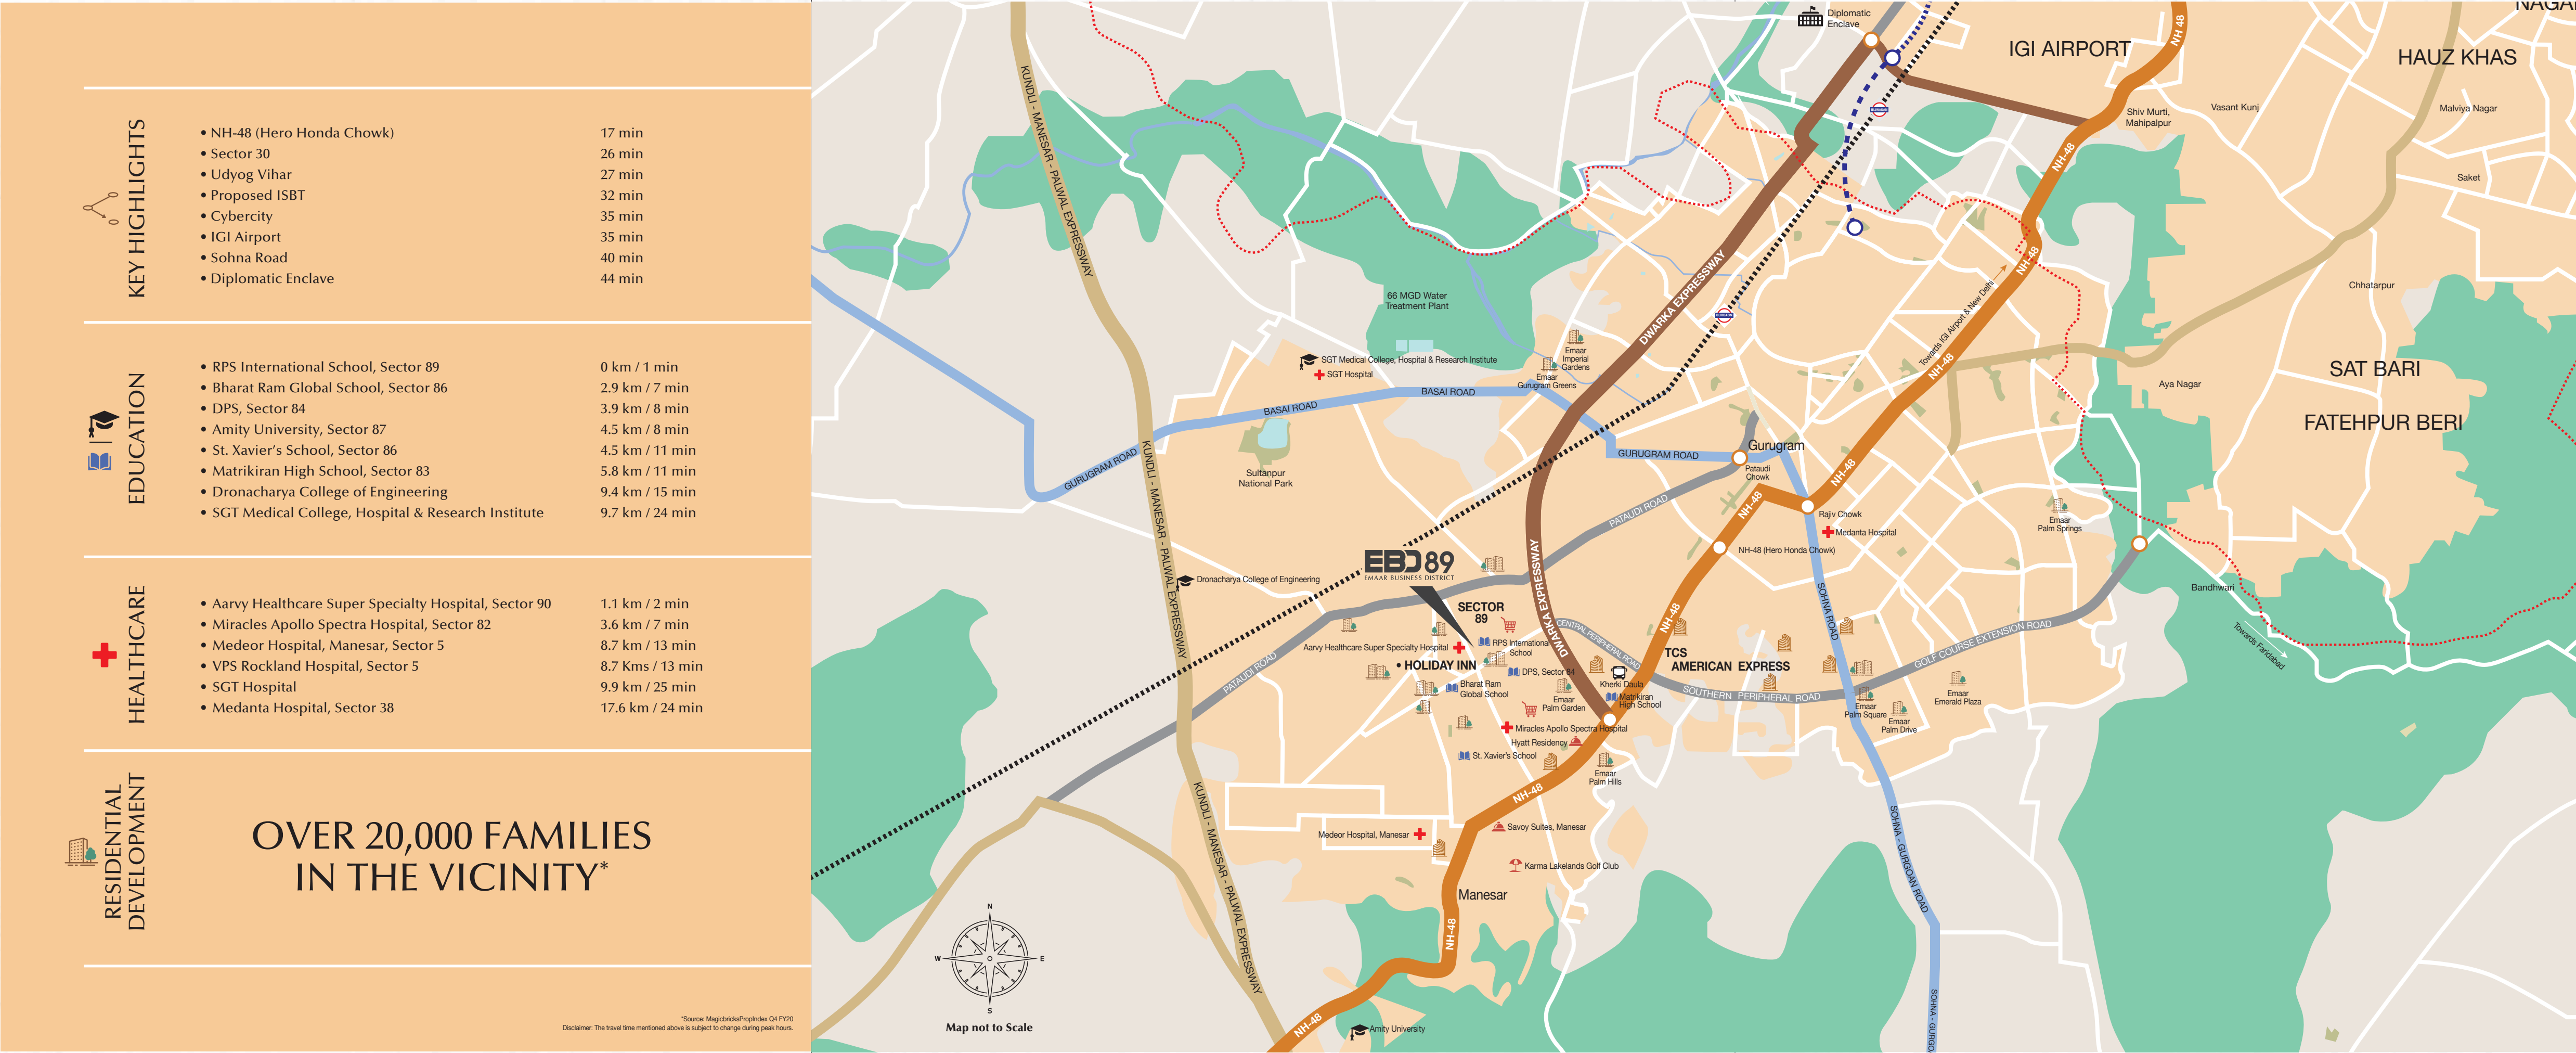 KEY HIGHLIGHTS
• NH-48 (Hero Honda Chowk) 17 min
• Sector 30 26 min
• Udyog Vihar 27 min
• Proposed ISBT 32 min
• Cybercity 35 min
• IGI Airport 35 min
• Sohna Road 40 min
• Diplomatic Enclave 44 min
EDUCATION
• RPS International School, Sector 89 0 km / 1 min
• Bharat Ram Global School, Sector 86 2.9 km / 7 min
• DPS, Sector 84 3.9 km / 8 min
• Amity University, Sector 87 4.5 km / 8 min
• St. Xavier's School, Sector 86 4.5 km / 11 min
• Matrikiran High School, Sector 83 5.8 km / 11 min
• Dronacharya College of Engineering 9.4 km / 15 min
• SGT Medical College, Hospital & Research Institute 9.7 km / 24 min
HEALTHCARE
• Aarvy Healthcare Super Specialty Hospital, Sector 90 1.1 km / 2 min
• Miracles Apollo Spectra Hospital, Sector 82 3.6 km / 7 min
• Medeor Hospital, Manesar, Sector 5 8.7 km / 13 min
• VPS Rockland Hospital, Sector 5 8.7 Kms / 13 min
• SGT Hospital 9.9 km / 25 min
• Medanta Hospital, Sector 38 17.6 km / 24 min
RESIDENTIAL
DEVELOPMENT
OVER 20,000 FAMILIES
IN THE VICINITY*
*Source: MagicbricksPropIndex Q4 FY20
Disclaimer: The travel time mentioned above is subject to change during peak hours.
Diplomatic
Enclave
IGI AIRPORT
NH 48
HAUZ KHAS
Shiv Murti,
Mahipalpur
Vasant Kunj
Malviya Nagar
Saket
NH-48
KUNDLI - MANESAR - PALWAL EXPRESSWAY
NH-48
Chhatarpur
66 MGD Water
Treatment Plant
DWARKA EXPRESSWAY
Towards IGI Airport & New Delhi
NH-48
Emaar
Imperial
Gardens
Emaar
Gurugram Greens
SGT Medical College, Hospital & Research Institute
SGT Hospital
SAT BARI
Aya Nagar
FATEHPUR BERI
BASAI ROAD
BASAI ROAD
GURUGRAM ROAD
GURUGRAM ROAD
Gurugram
Pataudi
Chowk
NH-48
Sultanpur
National Park
KUNDLI - MANESAR - PALWAL EXPRESSWAY
PATAUDI ROAD
NH-48
Rajiv Chowk
Medanta Hospital
NH-48 (Hero Honda Chowk)
Emaar
Palm Springs
EBD 89
EMAAR BUSINESS DISTRICT
Dronacharya College of Engineering
Bandhwari
Towards Faridabad
SECTOR
89
DWARKA EXPRESSWAY
CENTRAL PERIPHERAL ROAD
NH-48
SOHNA ROAD
GOLF COURSE EXTENSION ROAD
RPS International
School
Aarvy Healthcare Super Specialty Hospital
• HOLIDAY INN
TCS
AMERICAN EXPRESS
DPS, Sector 84
Kherki Daula
PATAUDI ROAD
Bharat Ram
Global School
Emaar
Palm Garden
Matrikiran
High School
SOUTHERN PERIPHERAL ROAD
Emaar
Palm Square
Emaar
Palm Drive
Emaar
Emerald Plaza
Miracles Apollo Spectra Hospital
Hyatt Residency
St. Xavier's School
Emaar
Palm Hills
NH-48
KUNDLI - MANESAR - PALWAL EXPRESSWAY
SOHNA - GURGOAN ROAD
Savoy Suites, Manesar
Medeor Hospital, Manesar
Karma Lakelands Golf Club
Manesar
NH-48
N
W
E
S
Map not to Scale
NH-48
Amity University